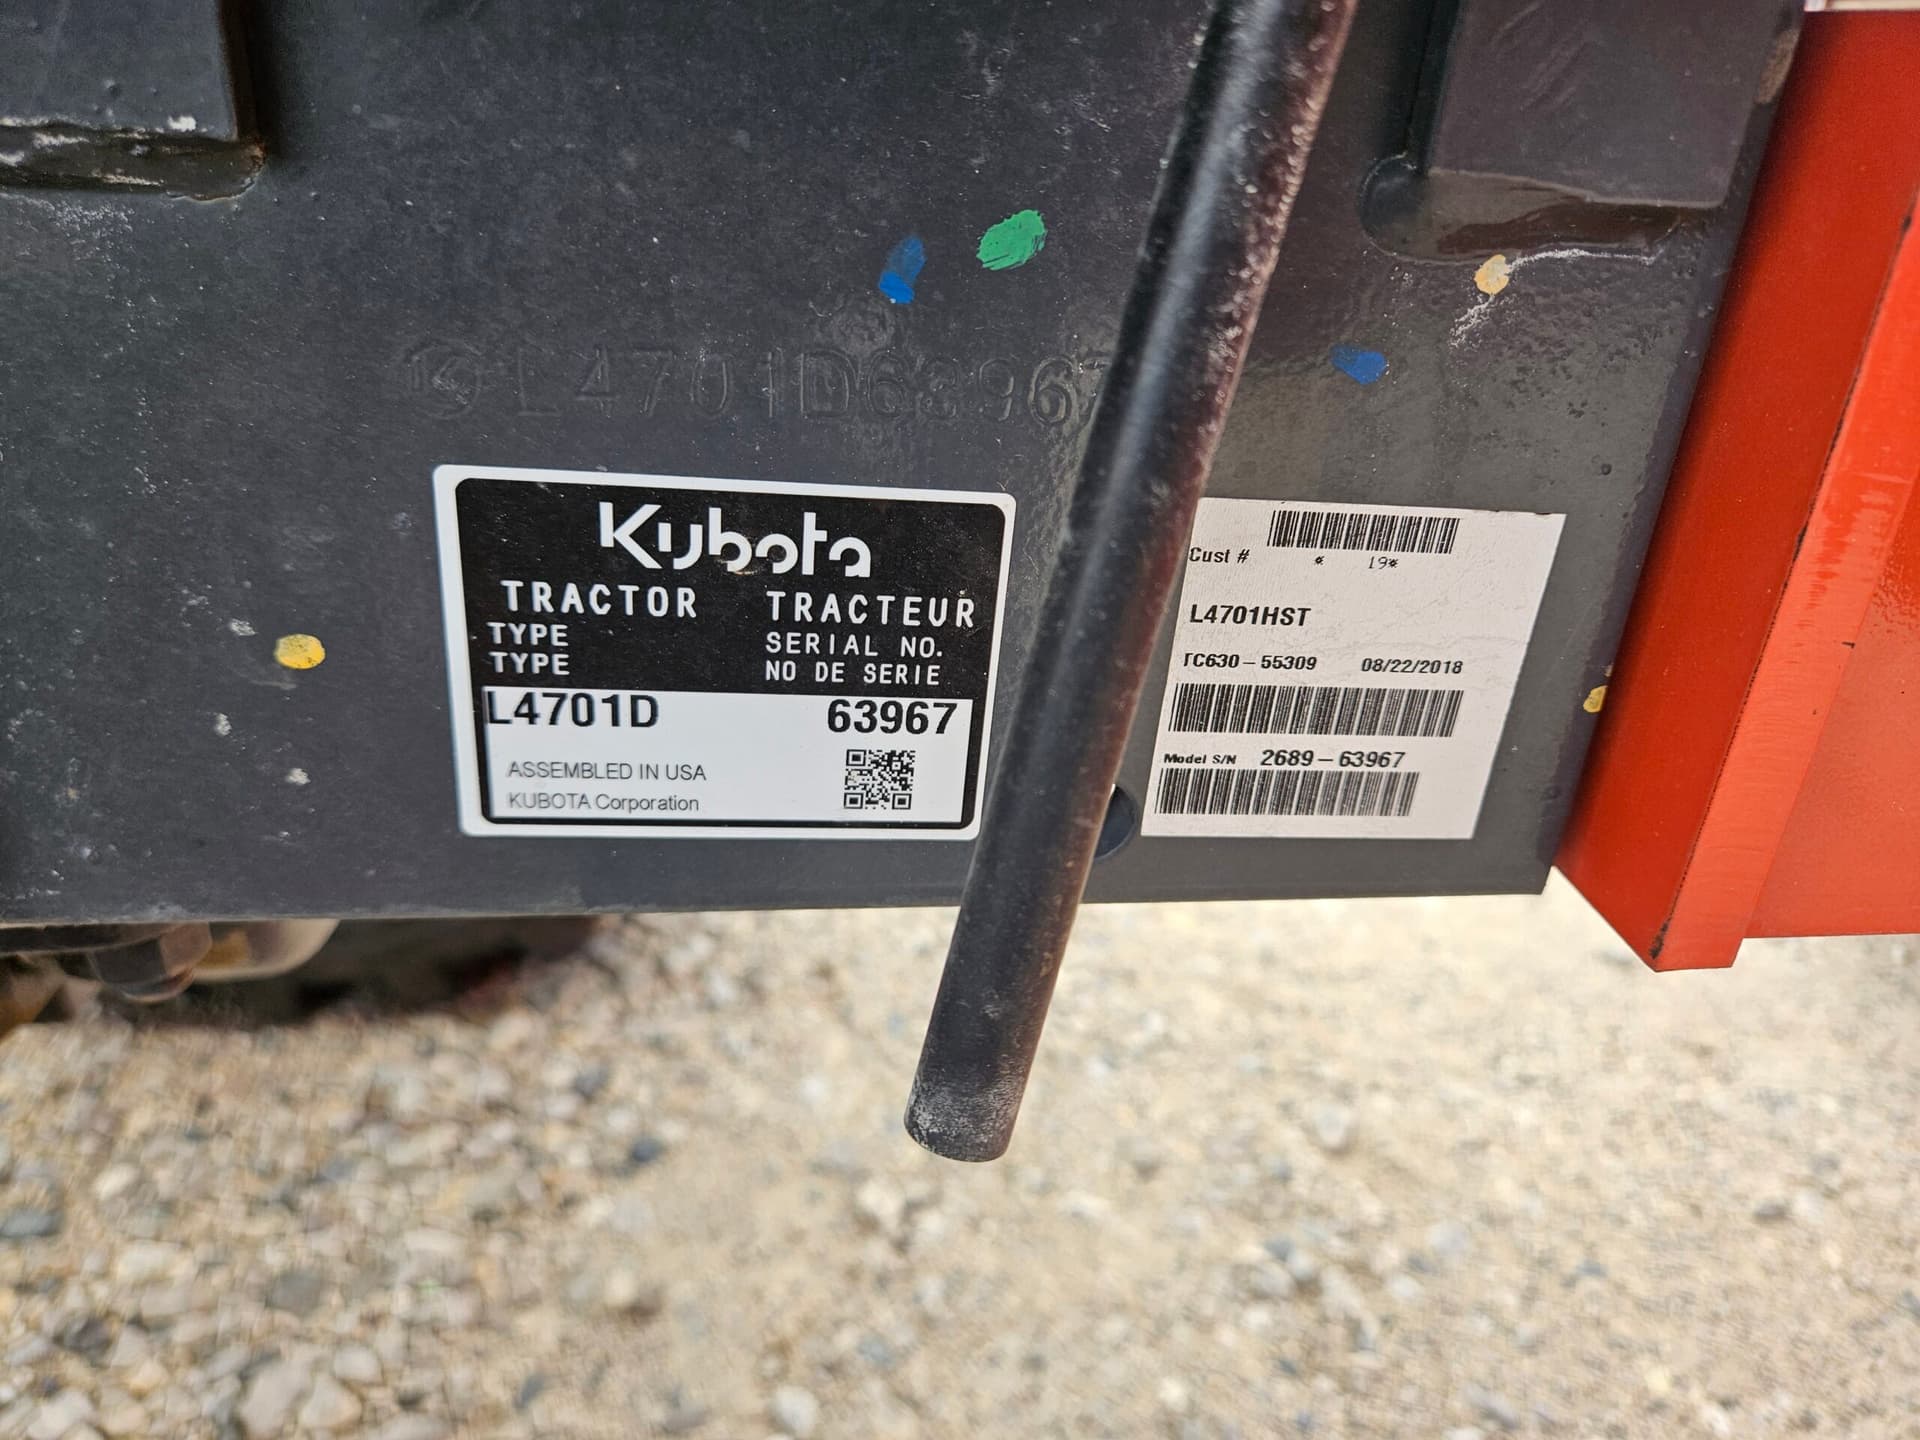 L4701D63967
Kubota
TRACTOR TRACTEUR
TYPE SERIAL NO.
TYPE NO DE SERIE
L4701D 63967
ASSEMBLED IN USA
KUBOTA Corporation
Cust # * 19*
L4701HST
TC630-55309 08/22/2018
Model S/N 2689-63967